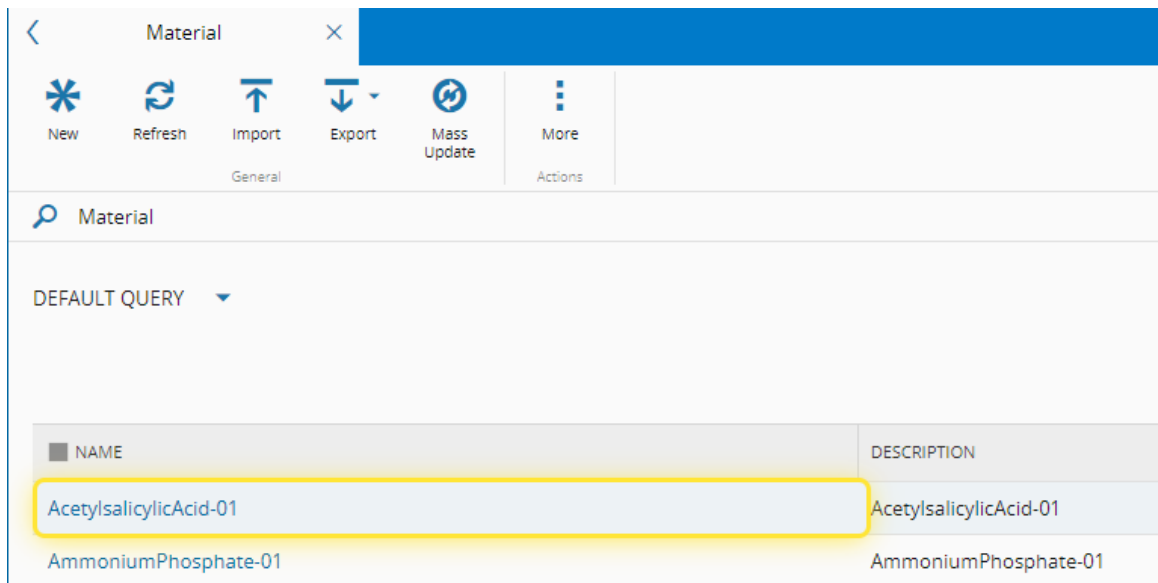 Material
New Refresh Import Export Mass Update More
General Actions
Material
DEFAULT QUERY
NAME DESCRIPTION
AcetylsalicylicAcid-01 AcetylsalicylicAcid-01
AmmoniumPhosphate-01 AmmoniumPhosphate-01